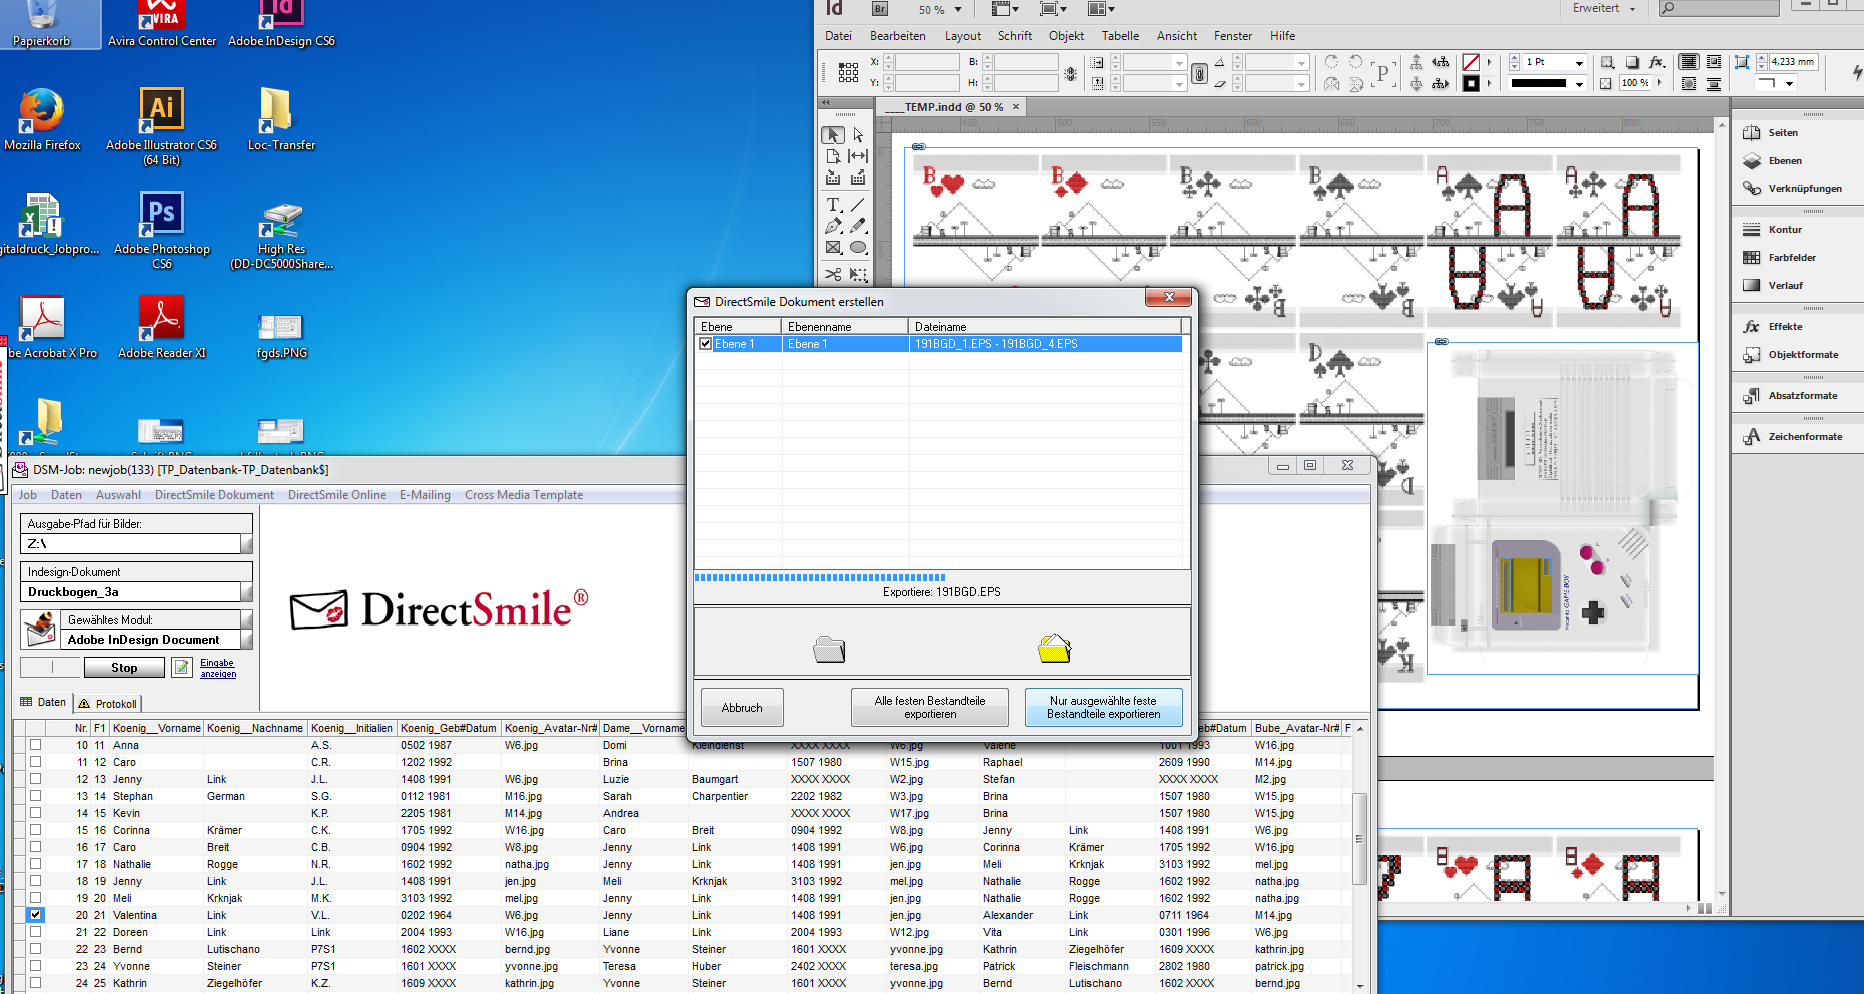 Papierkorb
Avira Control Center
Adobe InDesign CS6
Mozilla Firefox
Adobe Illustrator CS6 (64 Bit)
Loc-Transfer
gitaldruck_Jobpro...
Adobe Photoshop CS6
High Res (DD-DC5000Share...
be Acrobat X Pro
Adobe Reader XI
fgds.PNG
Id Br 50 % Erweitert
Datei Bearbeiten Layout Schrift Objekt Tabelle Ansicht Fenster Hilfe
X: B: 1 Pt 4,233 mm
Y: H: 100 %
____TEMP.indd @ 50 % ×
450 500 550 600 650 700 750 800
Seiten
Ebenen
Verknüpfungen
Kontur
Farbfelder
Verlauf
Effekte
Objektformate
Absatzformate
Zeichenformate
DirectSmile Dokument erstellen
Ebene Ebenenname Dateiname
Ebene 1 Ebene 1 191BGD_1.EPS - 191BGD_4.EPS
Exportiere: 191BGD.EPS
Abbruch
Alle festen Bestandteile exportieren
Nur ausgewählte feste Bestandteile exportieren
DSM-Job: newjob(133) [TP_Datenbank-TP_Datenbank$]
Job Daten Auswahl DirectSmile Dokument DirectSmile Online E-Mailing Cross Media Template
Ausgabe-Pfad für Bilder:
Z:\
Indesign-Dokument
Druckbogen_3a
Gewähltes Modul:
Adobe InDesign Document
Stop
Eingabe anzeigen
DirectSmile®
Daten Protokoll
Nr. F1 Koenig__Vorname Koenig__Nachname Koenig__Initialien Koenig_Geb#Datum Koenig_Avatar-Nr# Dame__Vorname eb#Datum Bube_Avatar-Nr# F
10 11 Anna A.S. 0502 1987 W6.jpg Domi Kleindienst XXXX XXXX W6.jpg Valerie 1001 1993 W16.jpg
11 12 Caro C.R. 1202 1992 Brina 1507 1980 W15.jpg Raphael 2609 1990 M14.jpg
12 13 Jenny Link J.L. 1408 1991 W6.jpg Luzie Baumgart XXXX XXXX W2.jpg Stefan XXXX XXXX M2.jpg
13 14 Stephan German S.G. 0112 1981 M16.jpg Sarah Charpentier 2202 1982 W3.jpg Brina 1507 1980 W15.jpg
14 15 Kevin K.P. 2205 1981 M14.jpg Andrea XXXX XXXX W17.jpg Brina 1507 1980 W15.jpg
15 16 Corinna Krämer C.K. 1705 1992 W16.jpg Caro Breit 0904 1992 W8.jpg Jenny Link 1408 1991 W6.jpg
16 17 Caro Breit C.B. 0904 1992 W8.jpg Jenny Link 1408 1991 W6.jpg Corinna Krämer 1705 1992 W16.jpg
17 18 Nathalie Rogge N.R. 1602 1992 natha.jpg Jenny Link 1408 1991 jen.jpg Meli Krknjak 3103 1992 mel.jpg
18 19 Jenny Link J.L. 1408 1991 jen.jpg Meli Krknjak 3103 1992 mel.jpg Nathalie Rogge 1602 1992 natha.jpg
19 20 Meli Krknjak M.K. 3103 1992 mel.jpg Jenny Link 1408 1991 jen.jpg Nathalie Rogge 1602 1992 natha.jpg
20 21 Valentina Link V.L. 0202 1964 W6.jpg Jenny Link 1408 1991 jen.jpg Alexander Link 0711 1964 M14.jpg
21 22 Doreen Link Link 2004 1993 W16.jpg Liane Link 2004 1993 W12.jpg Vita Link 0301 1996 W6.jpg
22 23 Bernd Lutischano P7S1 1602 XXXX bernd.jpg Yvonne Steiner 1601 XXXX yvonne.jpg Kathrin Ziegelhöfer 1609 XXXX kathrin.jpg
23 24 Yvonne Steiner P7S1 1601 XXXX yvonne.jpg Teresa Huber 2402 XXXX teresa.jpg Patrick Fleischmann 2802 1980 patrick.jpg
24 25 Kathrin Ziegelhöfer K.Z. 1609 XXXX kathrin.jpg Yvonne Steiner 1601 XXXX yvonne.jpg Bernd Lutischano 1602 XXXX bernd.jpg